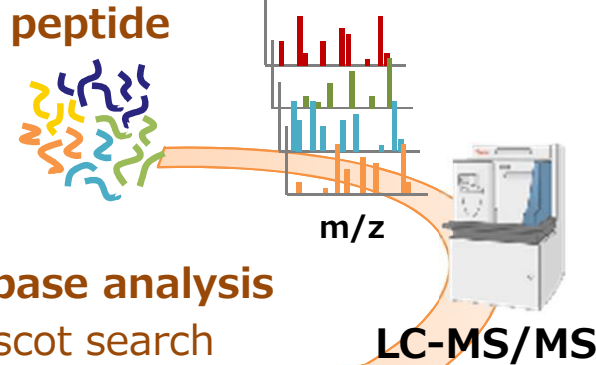 peptide
m/z
base analysis
scot search
LC-MS/MS